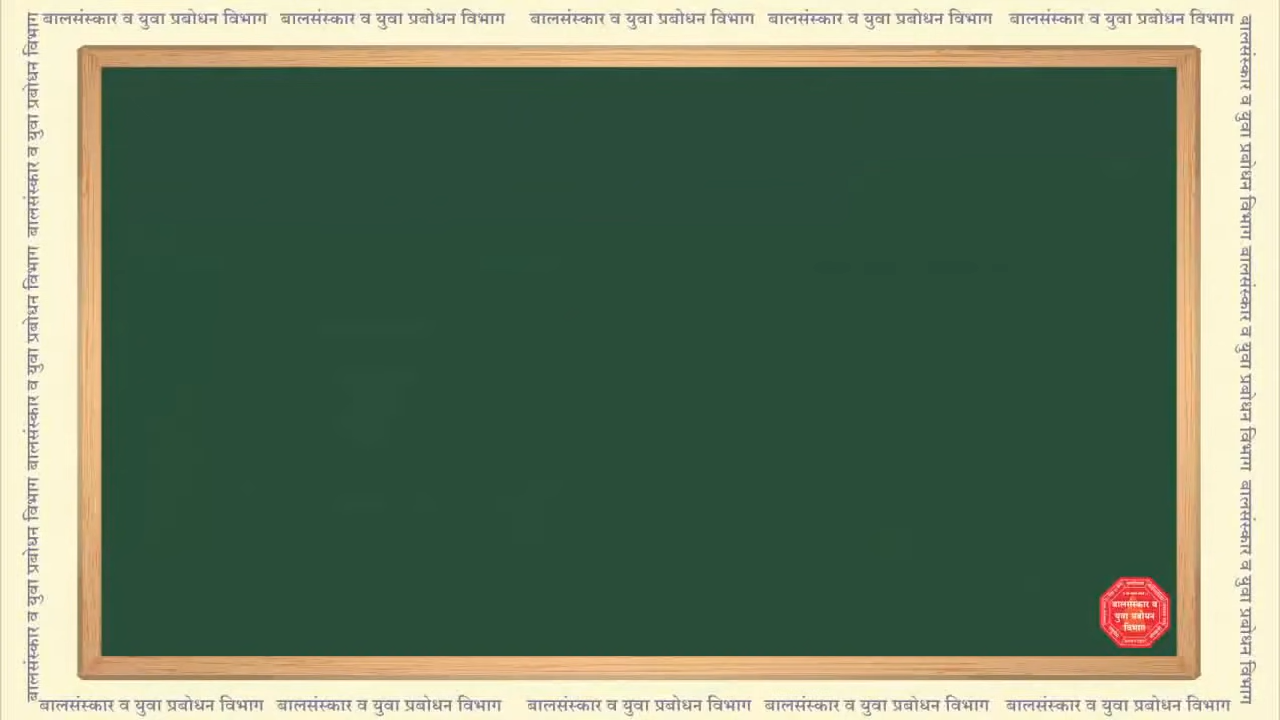 बालसंस्कार व युवा प्रबोधन विभाग बालसंस्कार व युवा प्रबोधन विभाग बालसंस्कार व युवा प्रबोधन विभाग बालसंस्कार व युवा प्रबोधन विभाग बालसंस्कार व युवा प्रबोधन विभाग
बालसंस्कार व युवा प्रबोधन विभाग बालसंस्कार व युवा प्रबोधन विभाग बालसंस्कार व युवा प्रबोधन विभाग
बालसंस्कार व युवा प्रबोधन विभाग बालसंस्कार व युवा प्रबोधन विभाग बालसंस्कार व युवा प्रबोधन विभाग
बालसंस्कार व
युवा प्रबोधन
विभाग
बालसंस्कार व युवा प्रबोधन विभाग बालसंस्कार व युवा प्रबोधन विभाग बालसंस्कार व युवा प्रबोधन विभाग बालसंस्कार व युवा प्रबोधन विभाग बालसंस्कार व युवा प्रबोधन विभाग